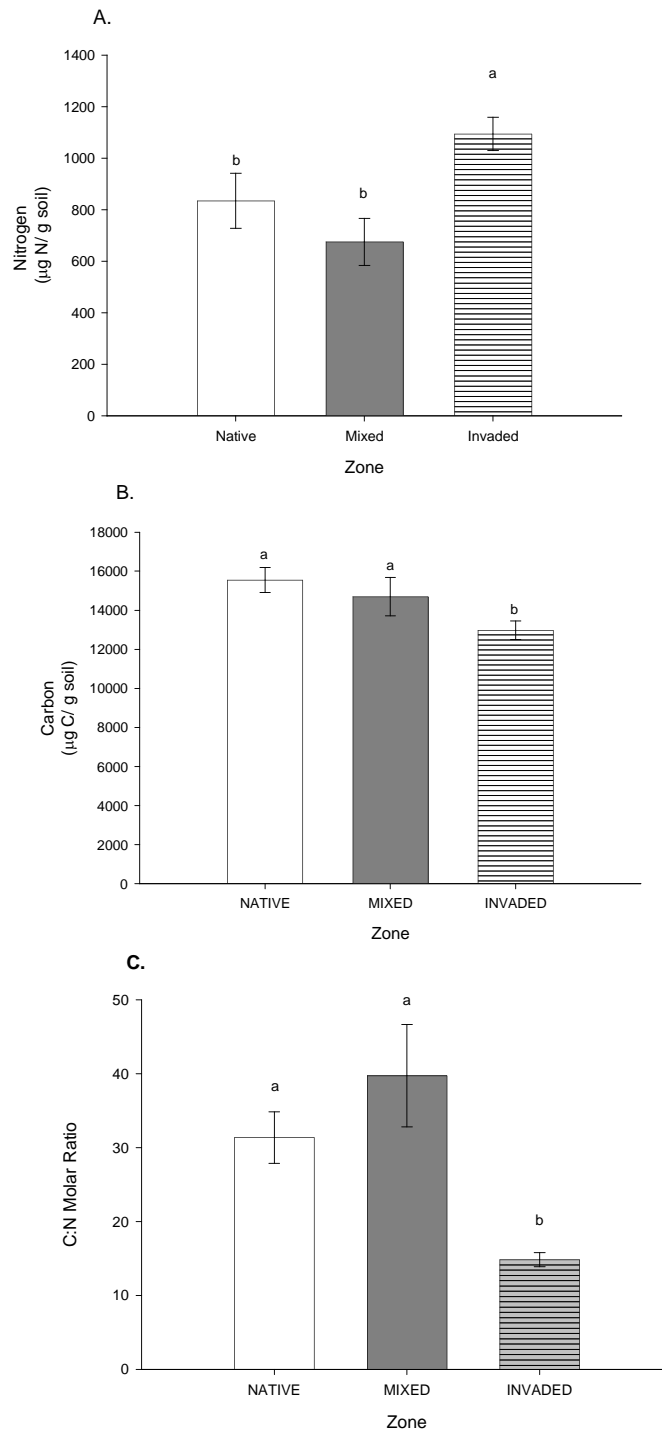 A.
1400
1200
1000
800
600
400
200
0
Nitrogen
(μg N/ g soil)
b
b
a
Native Mixed Invaded
Zone
B.
18000
16000
14000
12000
10000
8000
6000
4000
2000
0
Carbon
(μg C/ g soil)
a
a
b
NATIVE MIXED INVADED
Zone
C.
50
40
30
20
10
0
C:N Molar Ratio
a
a
b
NATIVE MIXED INVADED
Zone